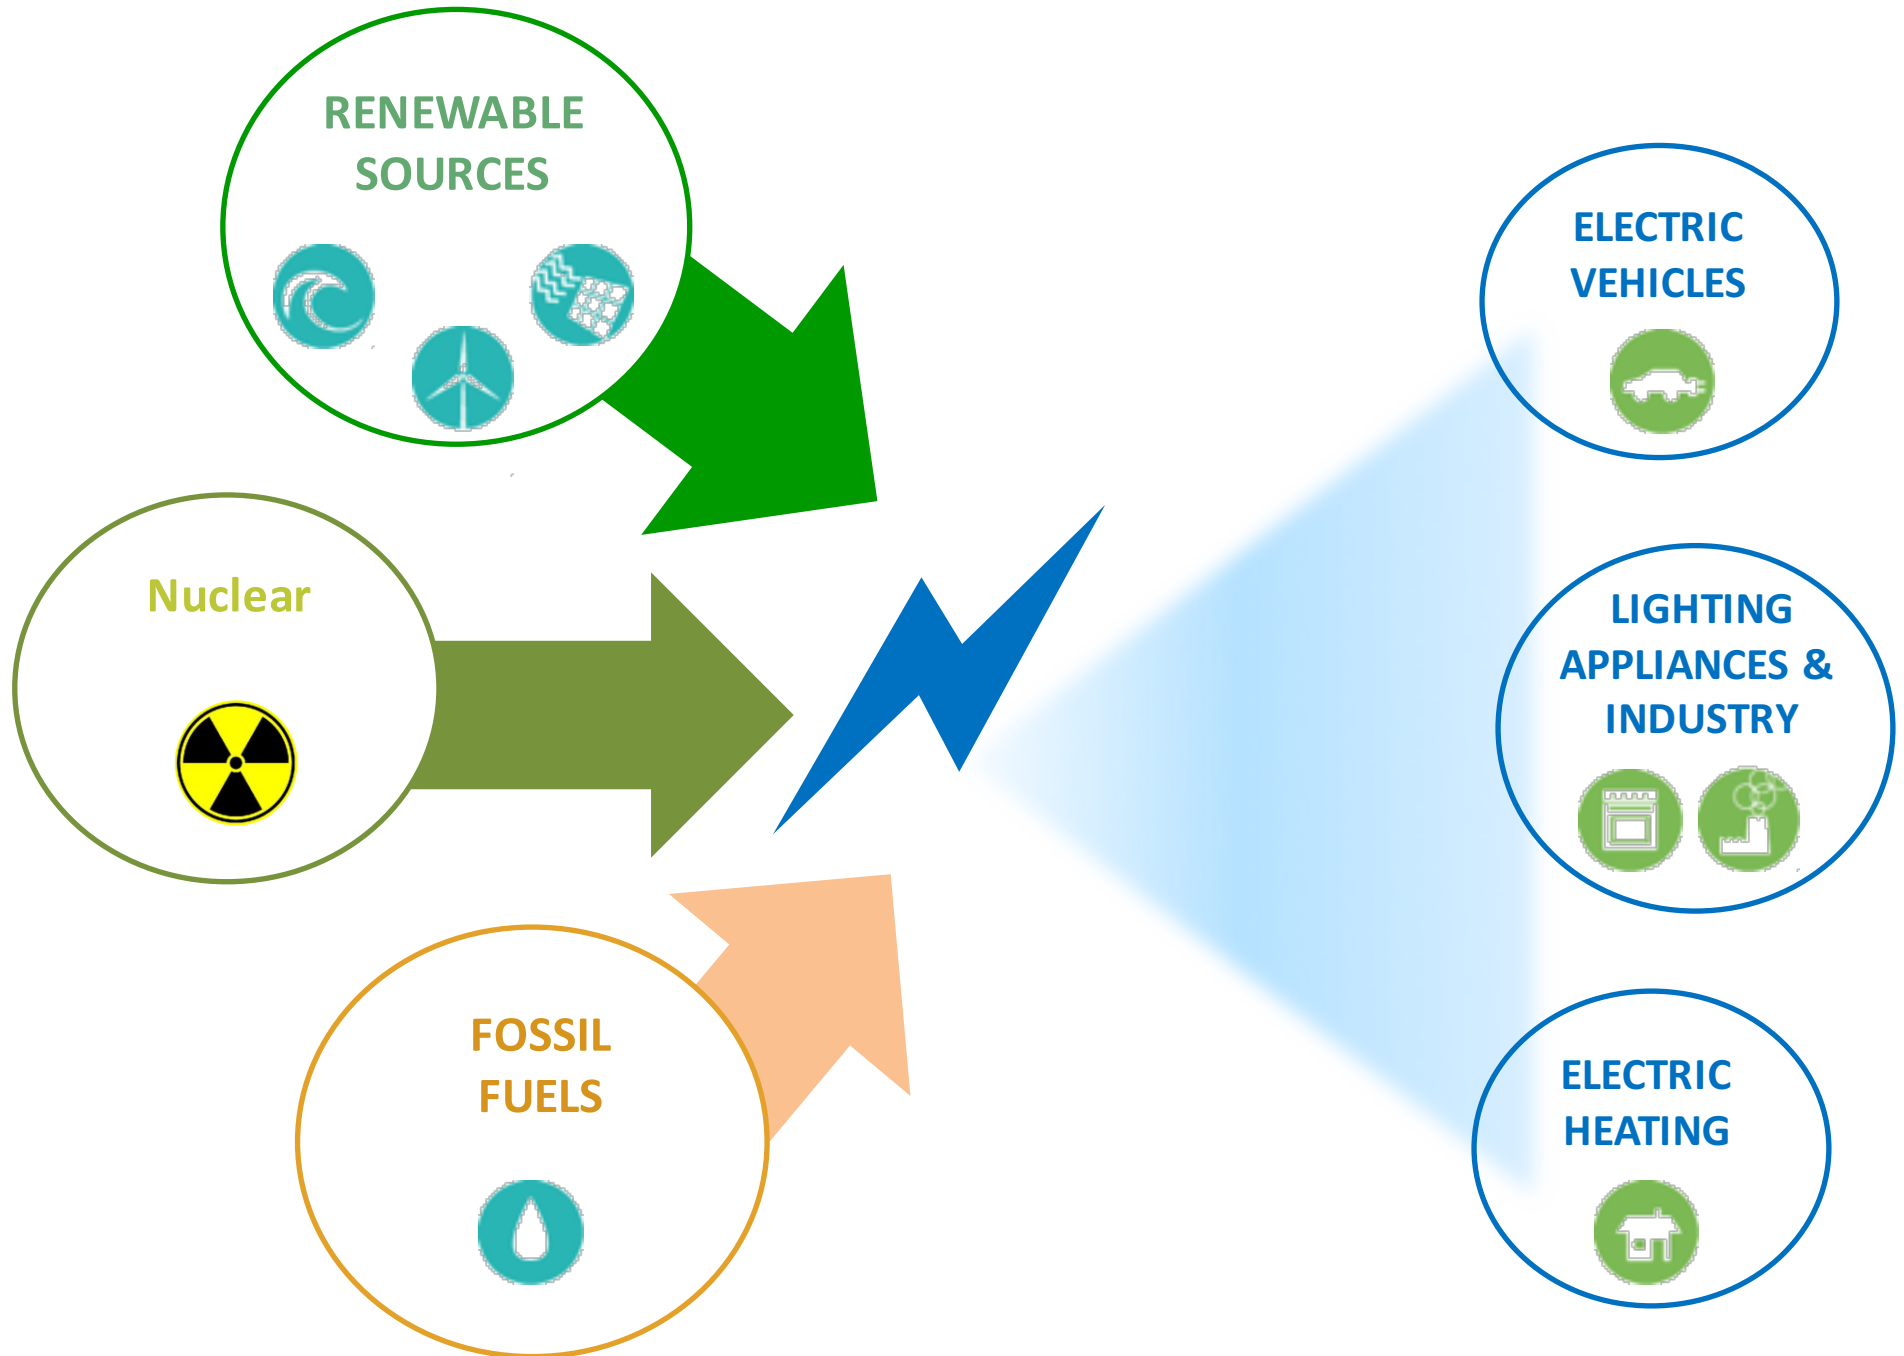 RENEWABLE
SOURCES
Nuclear
FOSSIL
FUELS
ELECTRIC
VEHICLES
LIGHTING
APPLIANCES &
INDUSTRY
ELECTRIC
HEATING